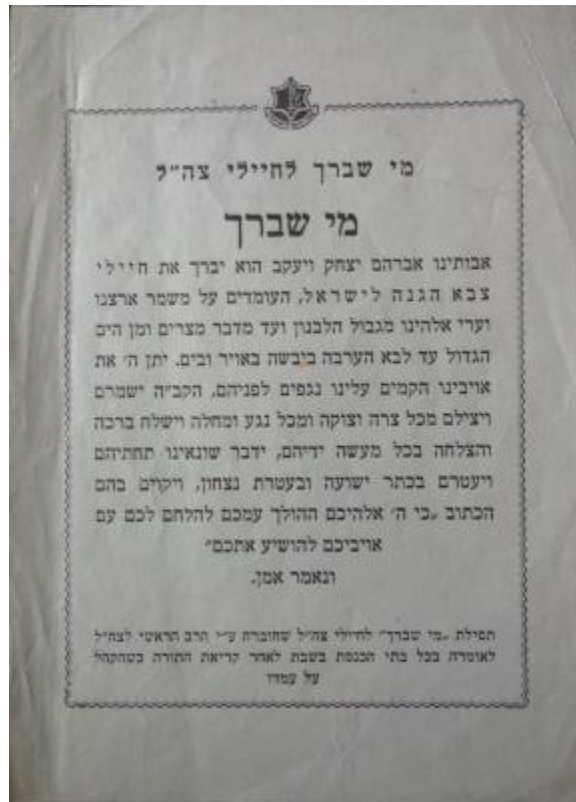 מי שברך לחיילי צה״ל
מי שברך
אבותינו אברהם יצחק ויעקב הוא יברך את חיילי
צבא הגנה לישראל, העומדים על משמר ארצנו
וערי אלהינו מגבול הלבנון ועד מדבר מצרים ומן הים
הגדול עד לבא הערבה ביבשה באויר ובים. יתן ה׳ את
אויבינו הקמים עלינו נגפים לפניהם, הקב״ה ישמרם
ויצילם מכל צרה וצוקה ומכל נגע ומחלה וישלח ברכה
והצלחה בכל מעשה ידיהם, ידבר שונאינו תחתיהם
ויעטרם בכתר ישועה ובעטרת נצחון, ויקוים בהם
הכתוב „כי ה׳ אלהיכם ההולך עמכם להלחם לכם עם
אויביכם להושיע אתכם״
ונאמר אמן.
תפילת „מי שברך״ לחיילי צה״ל שחוברה ע״י הרב הראשי לצה״ל
לאומרה בכל בתי הכנסת בשבת לאחר קריאת התורה כשהקהל
על עמדו